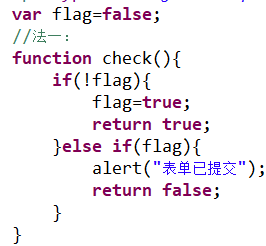 var flag=false;
//法一：
function check(){
    if(!flag){
        flag=true;
        return true;
    }else if(flag){
        alert("表单已提交");
        return false;
    }
}